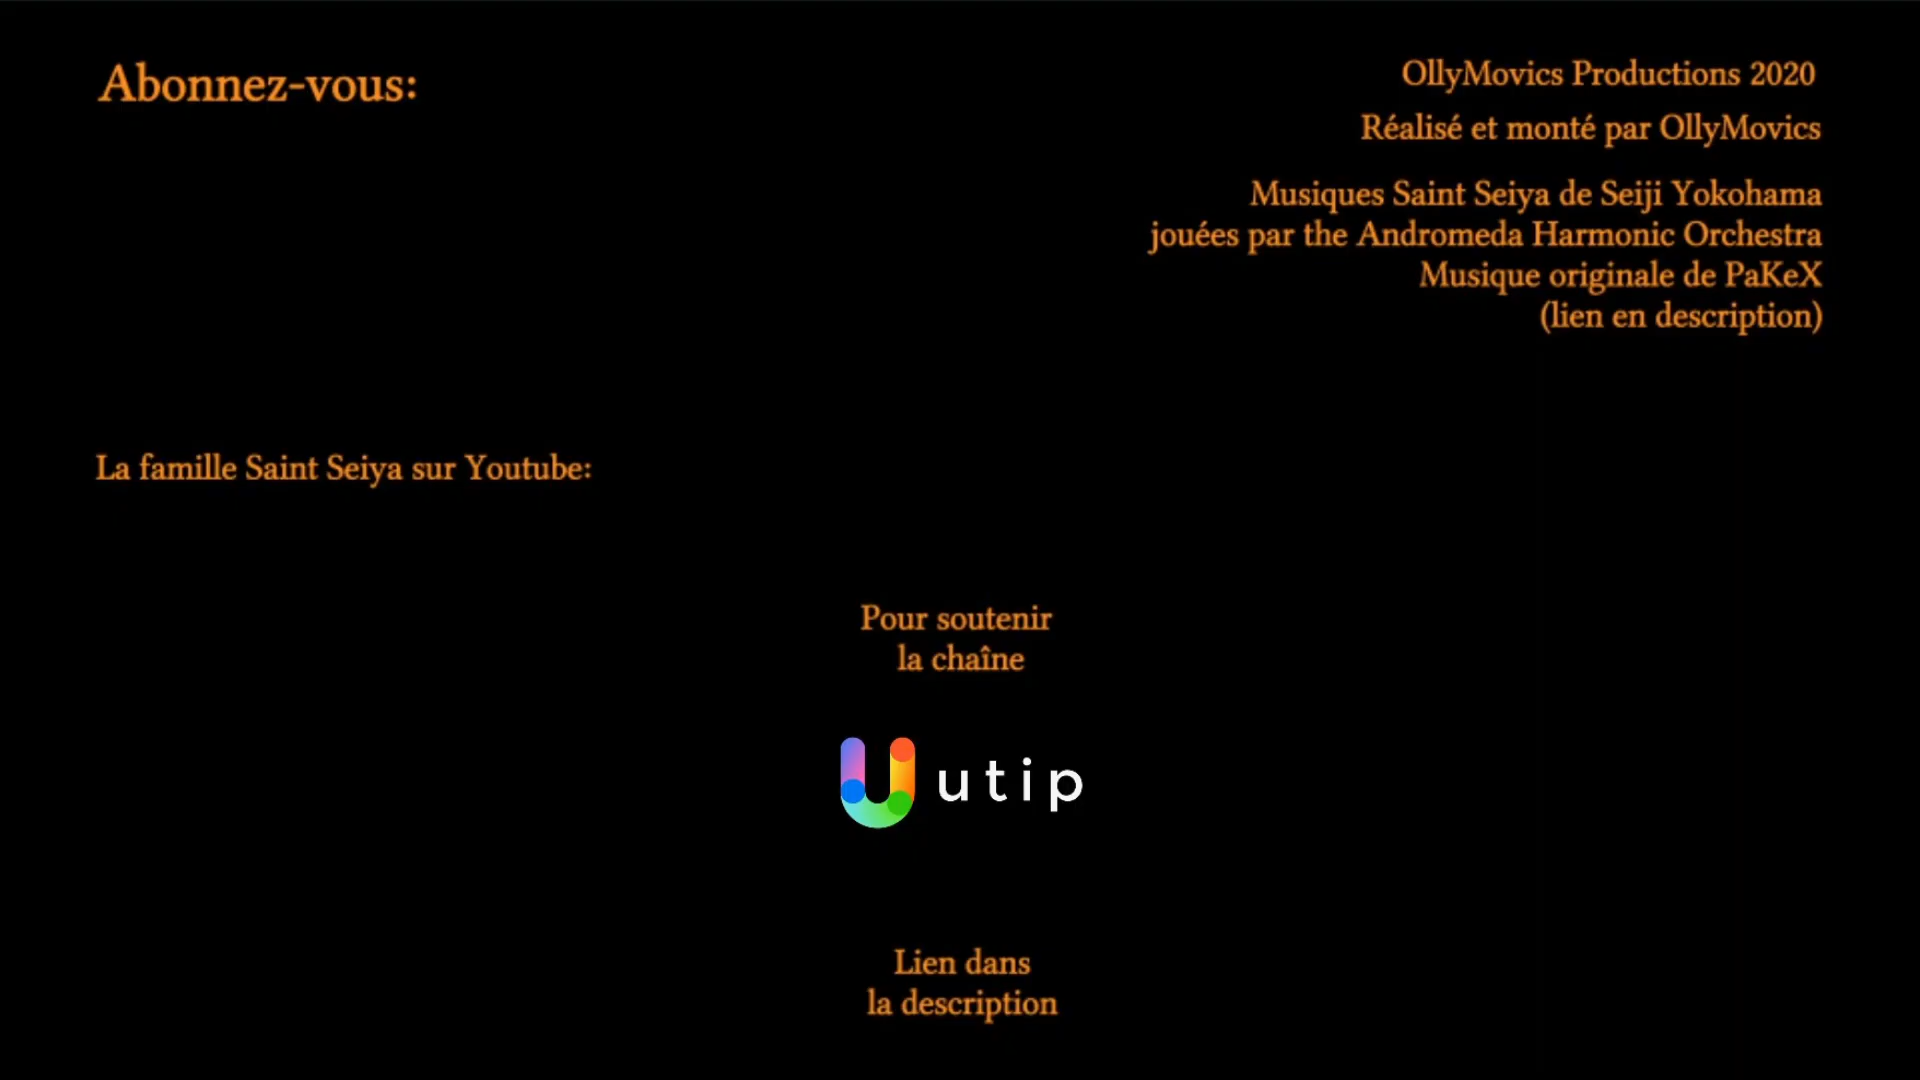 Abonnez-vous:
OllyMovics Productions 2020
Réalisé et monté par OllyMovics
Musiques Saint Seiya de Seiji Yokohama
jouées par the Andromeda Harmonic Orchestra
Musique originale de PaKeX
(lien en description)
La famille Saint Seiya sur Youtube:
Pour soutenir
la chaîne
utip
Lien dans
la description